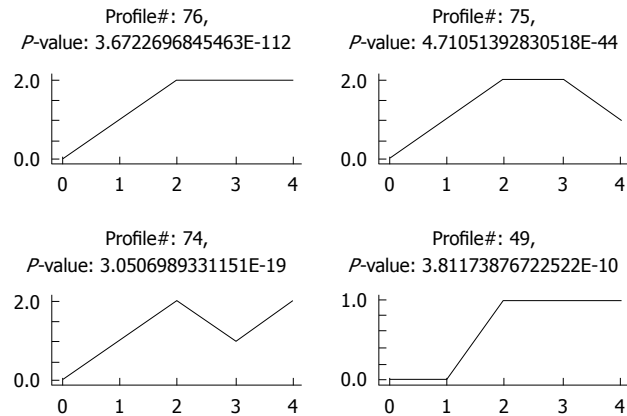 Profile#: 76,
P-value: 3.6722696845463E-112
2.0
0.0
0 1 2 3 4
Profile#: 75,
P-value: 4.71051392830518E-44
2.0
0.0
0 1 2 3 4
Profile#: 74,
P-value: 3.0506989331151E-19
2.0
0.0
0 1 2 3 4
Profile#: 49,
P-value: 3.81173876722522E-10
1.0
0.0
0 1 2 3 4